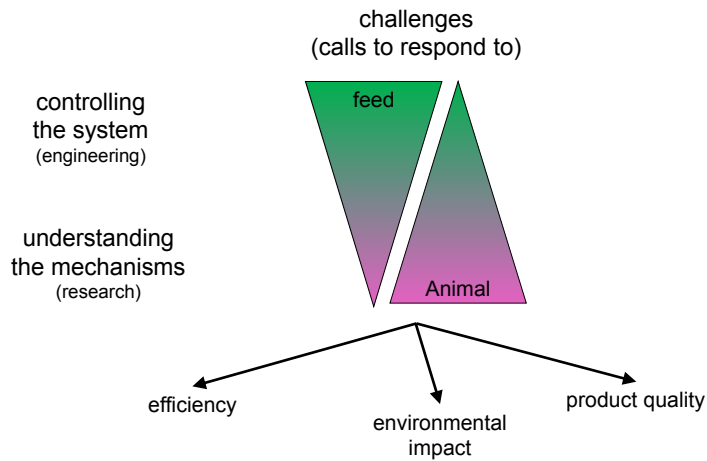 challenges
(calls to respond to)
controlling
the system
(engineering)
feed
understanding
the mechanisms
(research)
Animal
efficiency
environmental
impact
product quality